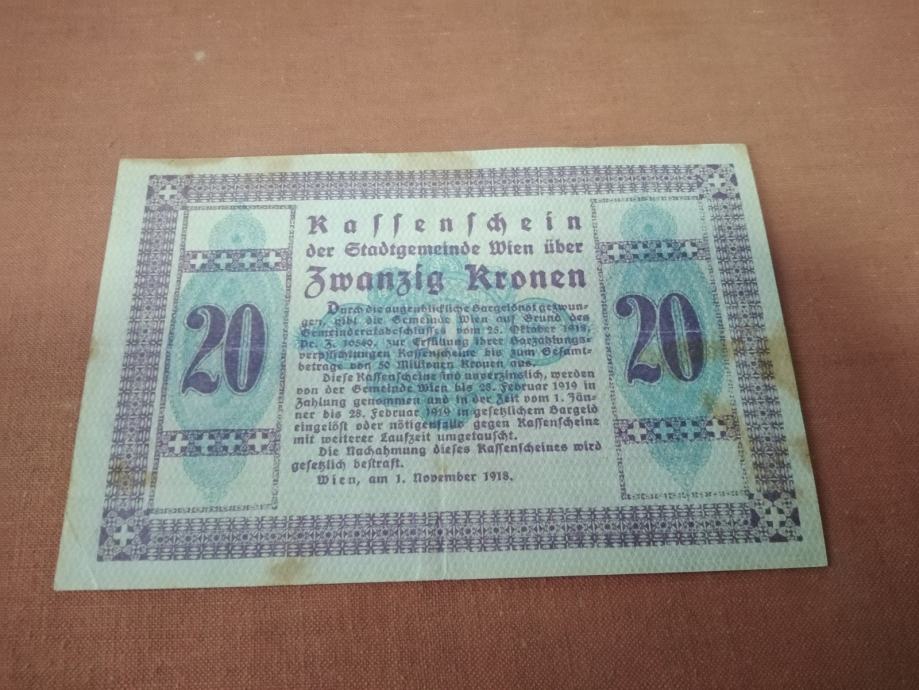 Kassenschein
der Stadtgemeinde Wien über
Zwanzig Kronen
20
20
Durch die augenblickliche Bargeldnot gezwun-
gen, gibt die Gemeinde Wien auf Grund des
Gemeinderatsbeschlusses vom 25. Oktober 1918,
Pr. Z. 10560, zur Erfüllung ihrer Barzahlungs-
verpflichtungen Kassenscheine bis zum Gesamt-
betrage von 50 Millionen Kronen aus.
Diese Kassenscheine sind unverzinslich, werden
von der Gemeinde Wien bis 28. Februar 1919 in
Zahlung genommen und in der Zeit vom 1. Jän-
ner bis 28. Februar 1919 in gesetzlichem Bargeld
eingelöst oder nötigenfalls gegen Kassenscheine
mit weiterer Laufzeit umgetauscht.
Die Nachahmung dieses Kassenscheines wird
gesetzlich bestraft.
Wien, am 1. November 1918.